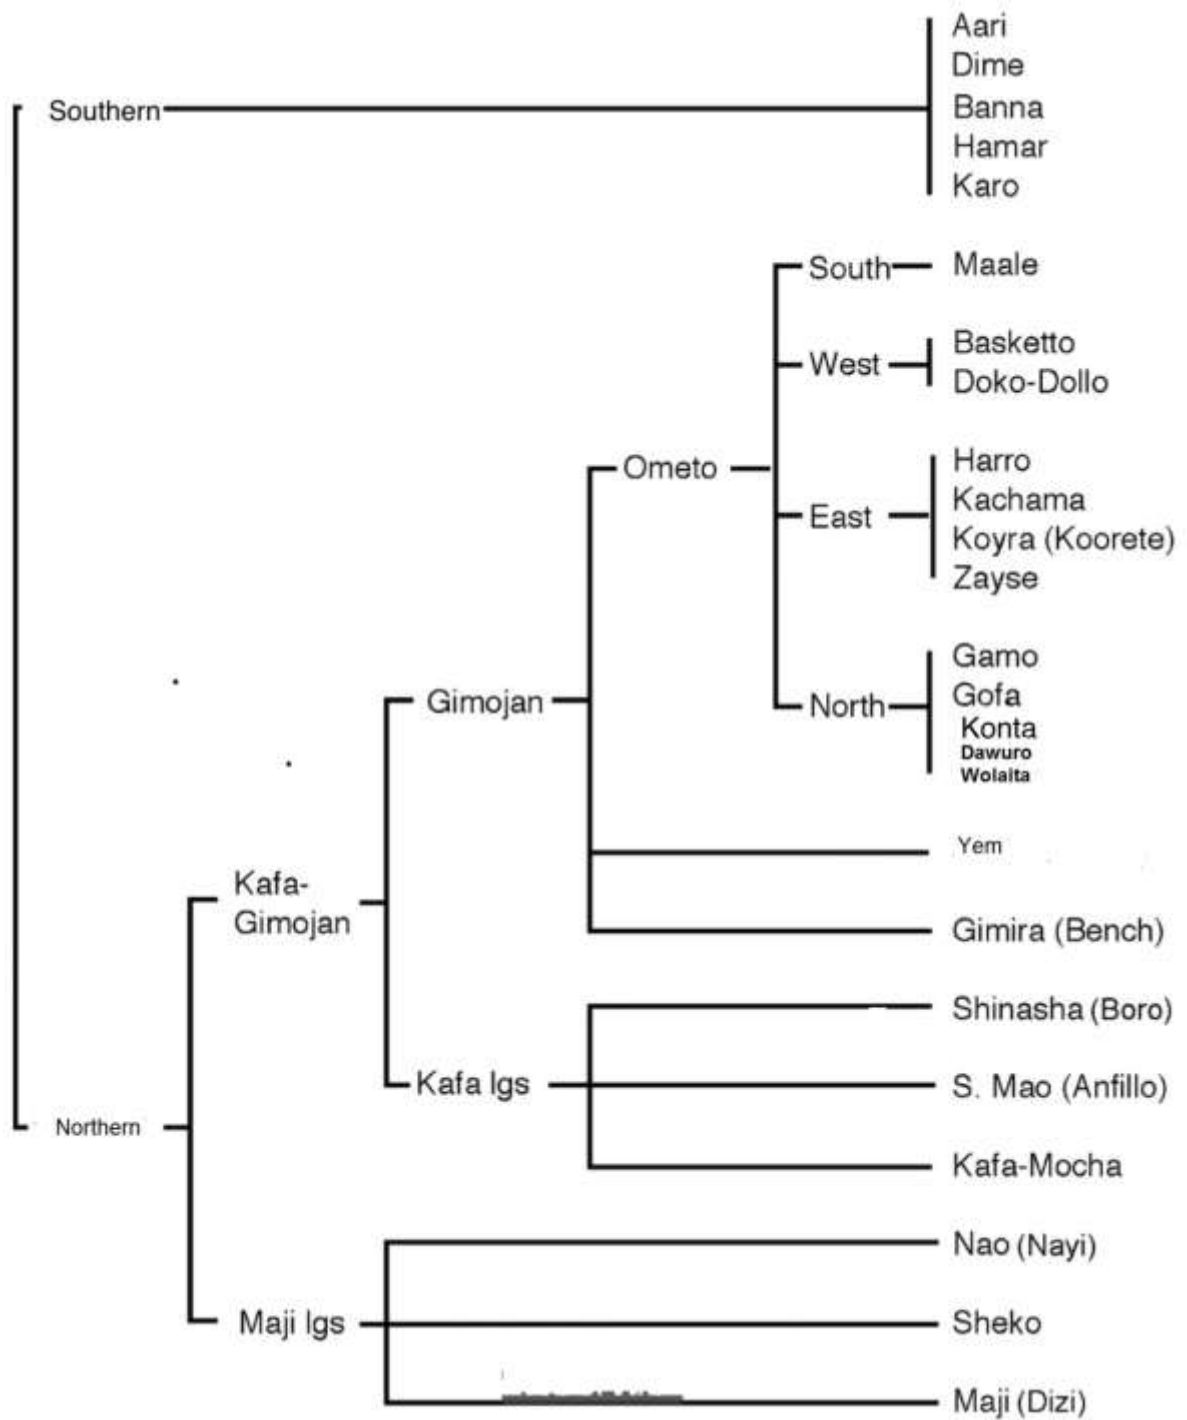 Aari
Dime
Southern
Banna
Hamar
Karo
South
Maale
West
Basketto
Doko-Dollo
Ometo
Harro
Kachama
East
Koyra (Koorete)
Zayse
Gimojan
North
Gamo
Gofa
Konta
Dawuro
Wolaita
Yem
Kafa-
Gimojan
Gimira (Bench)
Shinasha (Boro)
Kafa lgs
S. Mao (Anfillo)
Northern
Kafa-Mocha
Nao (Nayi)
Maji lgs
Sheko
Maji (Dizi)